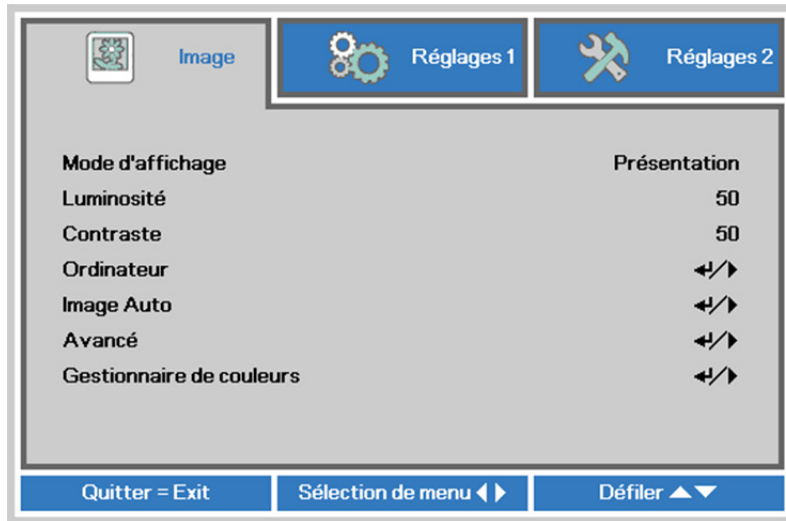 Image
Réglages 1
Réglages 2
Mode d'affichage Présentation
Luminosité 50
Contraste 50
Ordinateur
Image Auto
Avancé
Gestionnaire de couleurs
Quitter = Exit
Sélection de menu
Défiler